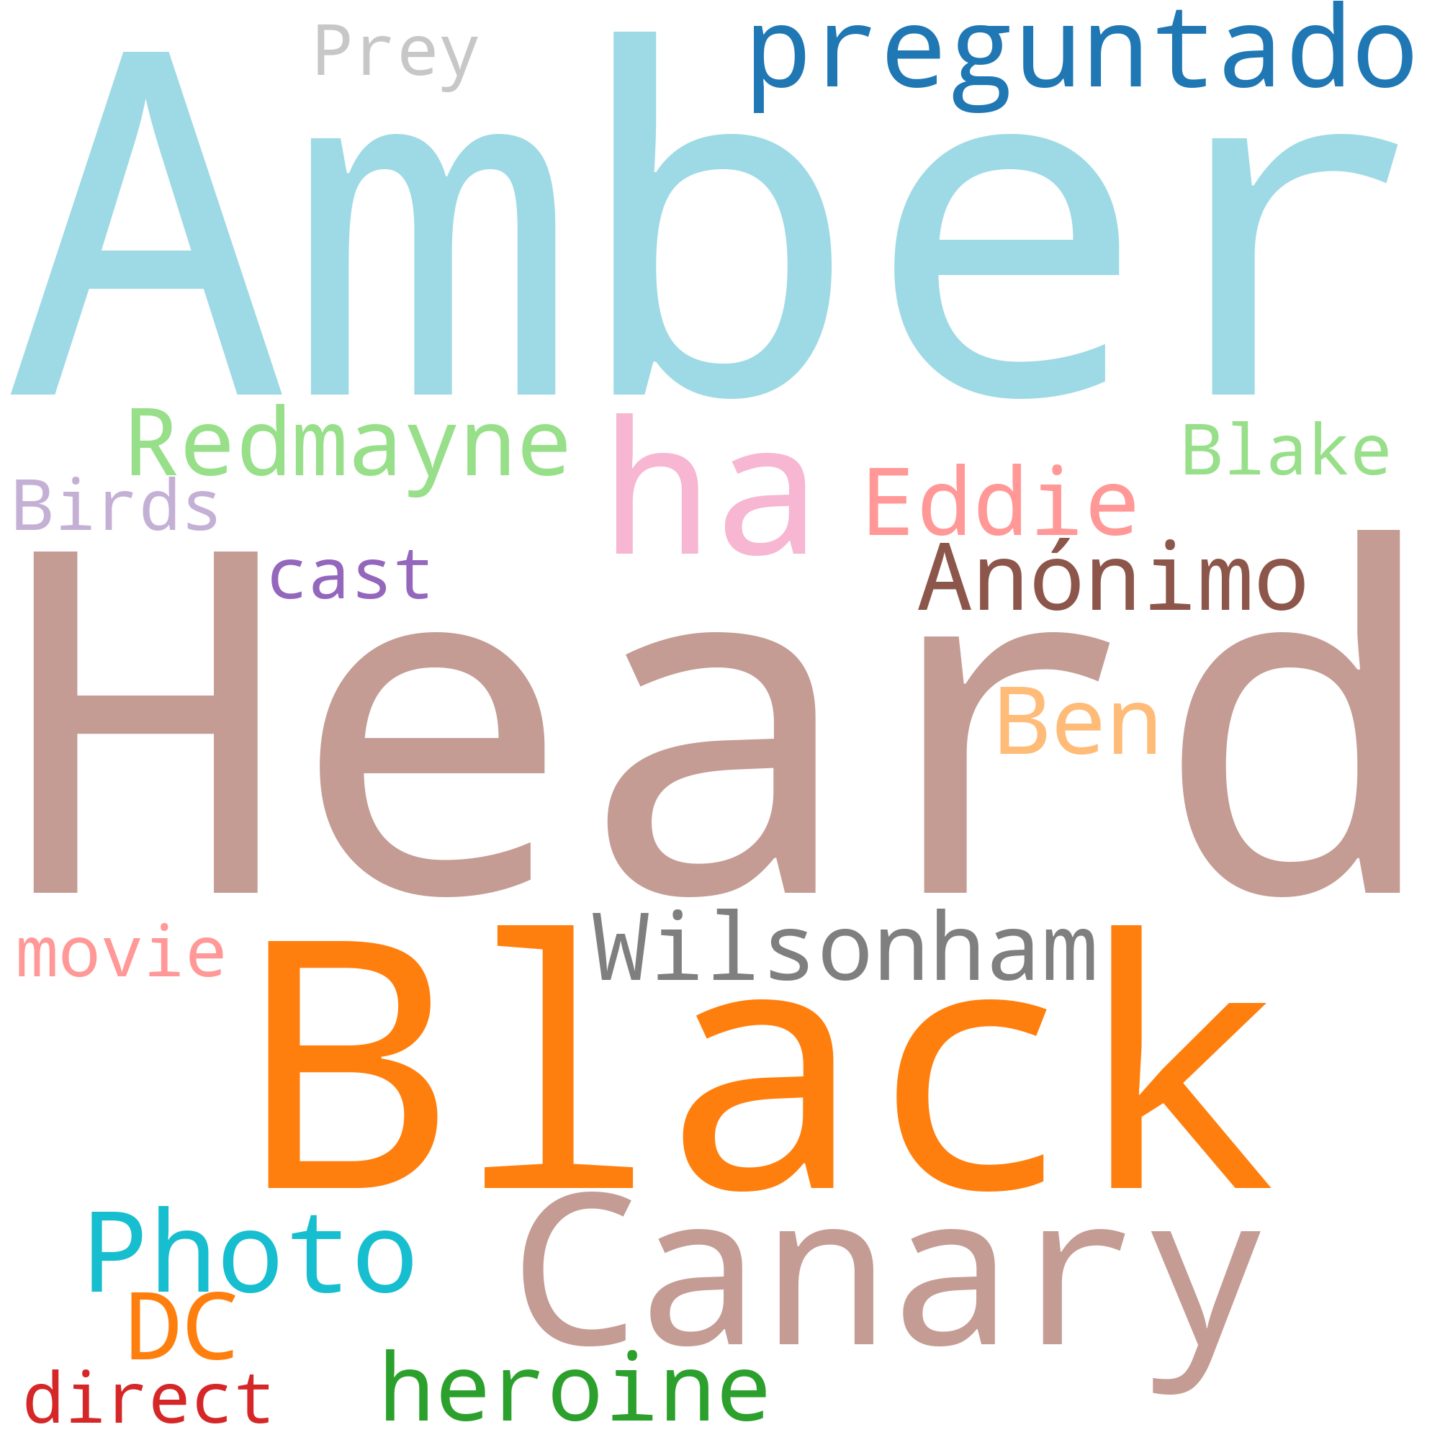 Prey
preguntado
Amber
Redmayne
ha
Blake
Birds
Eddie
cast
Anónimo
Heard
Ben
movie
Wilsonham
Black
Photo
Canary
DC
direct
heroine